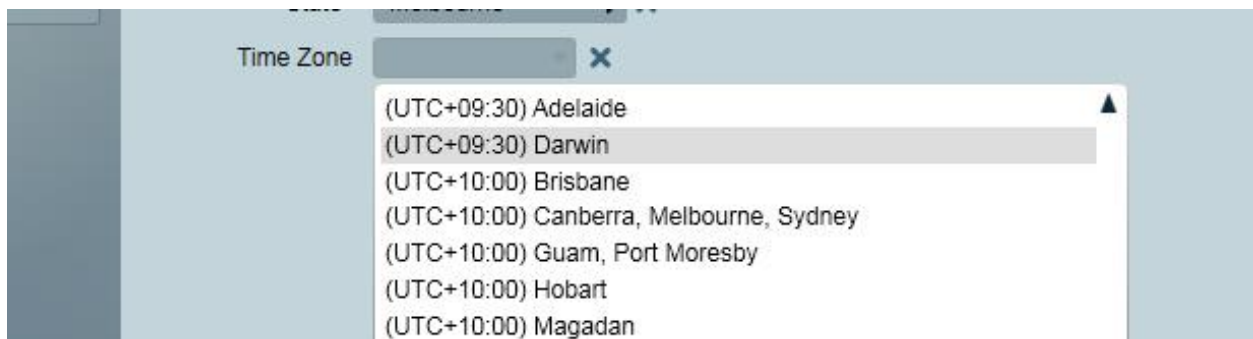 Time Zone
(UTC+09:30) Adelaide
(UTC+09:30) Darwin
(UTC+10:00) Brisbane
(UTC+10:00) Canberra, Melbourne, Sydney
(UTC+10:00) Guam, Port Moresby
(UTC+10:00) Hobart
(UTC+10:00) Magadan